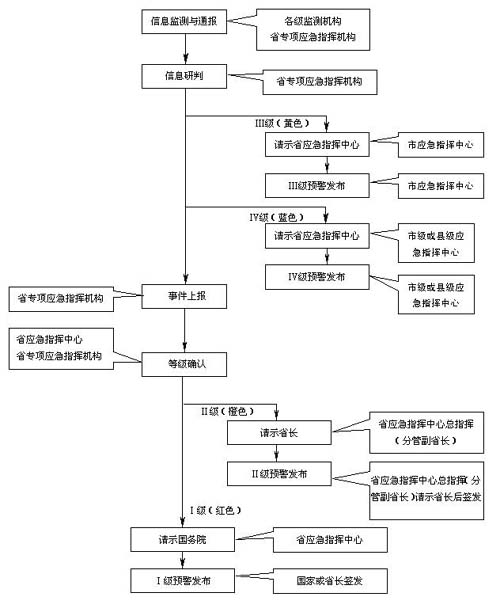 信息监测与通报
各级监测机构
省专项应急指挥机构
信息研判
省专项应急指挥机构
III级（黄色）
请示省应急指挥中心
市应急指挥中心
III级预警发布
市应急指挥中心
IV级（蓝色）
请示省应急指挥中心
市级或县级应
急指挥中心
IV级预警发布
市级或县级应
急指挥中心
省专项应急指挥机构
事件上报
省应急指挥中心
省专项应急指挥机构
等级确认
II级（橙色）
请示省长
省应急指挥中心总指挥
（分管副省长）
II级预警发布
省应急指挥中心总指挥（分
管副省长）请示省长后签发
I 级（红色）
请示国务院
省应急指挥中心
I 级预警发布
国家或省长签发